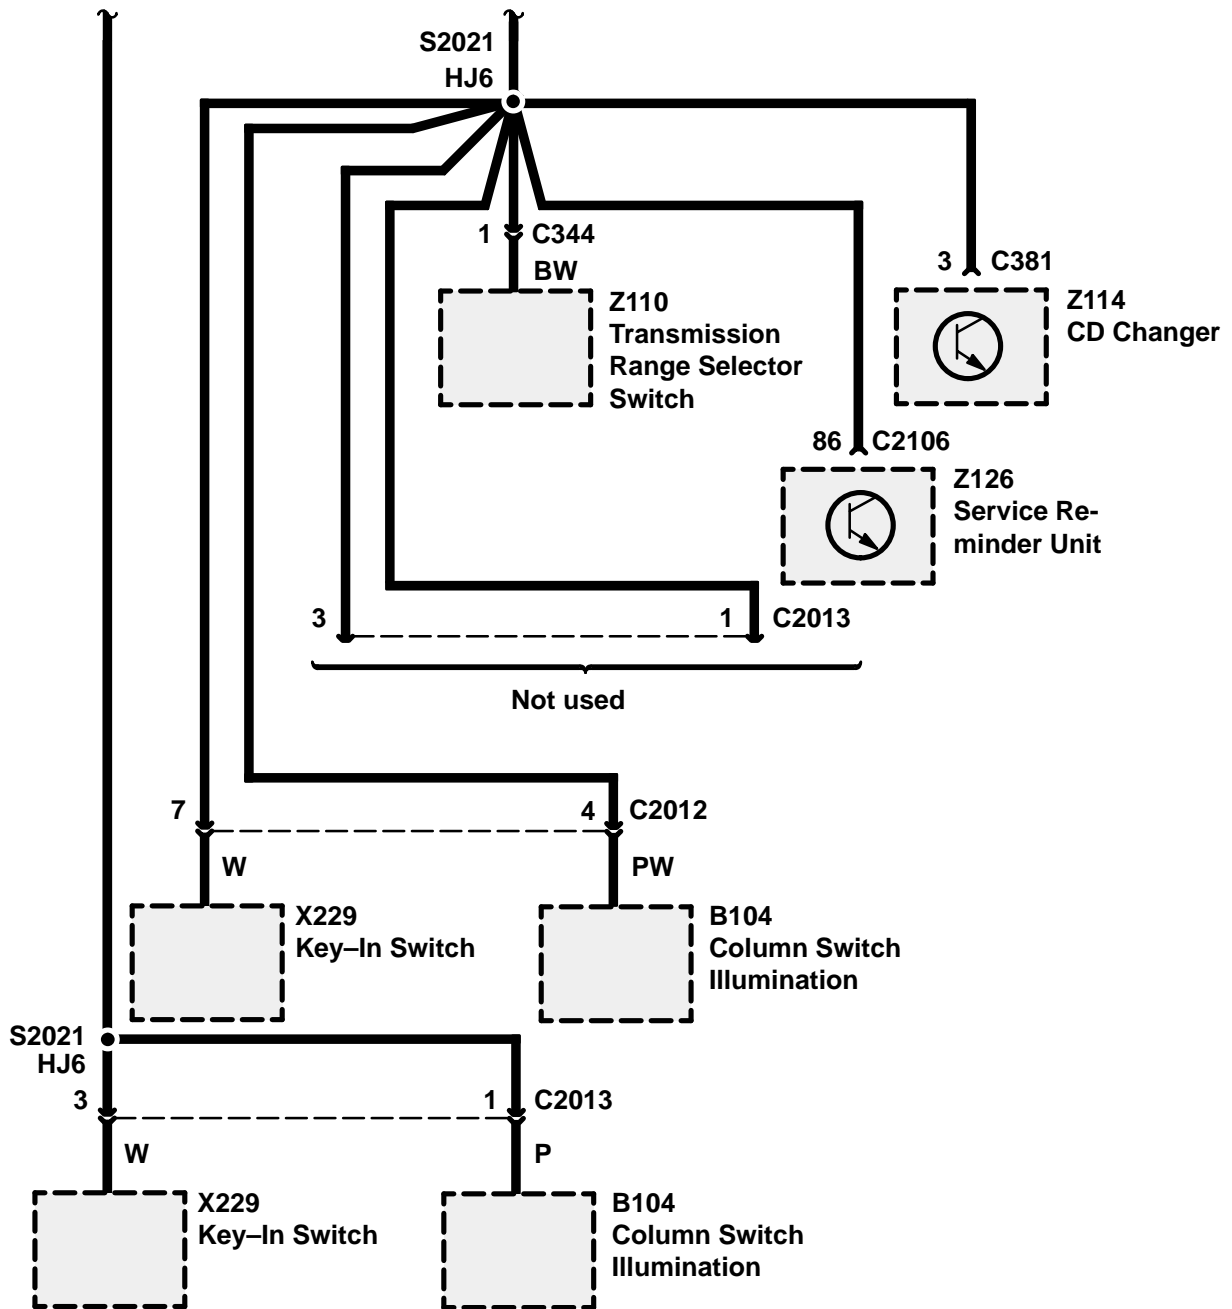 S2021
HJ6
1 C344
BW
Z110
Transmission
Range Selector
Switch
3 C381
Z114
CD Changer
86 C2106
Z126
Service Re-
minder Unit
3 1 C2013
Not used
7 4 C2012
W PW
X229
Key–In Switch
B104
Column Switch
Illumination
S2021
HJ6
3 1 C2013
W P
X229
Key–In Switch
B104
Column Switch
Illumination